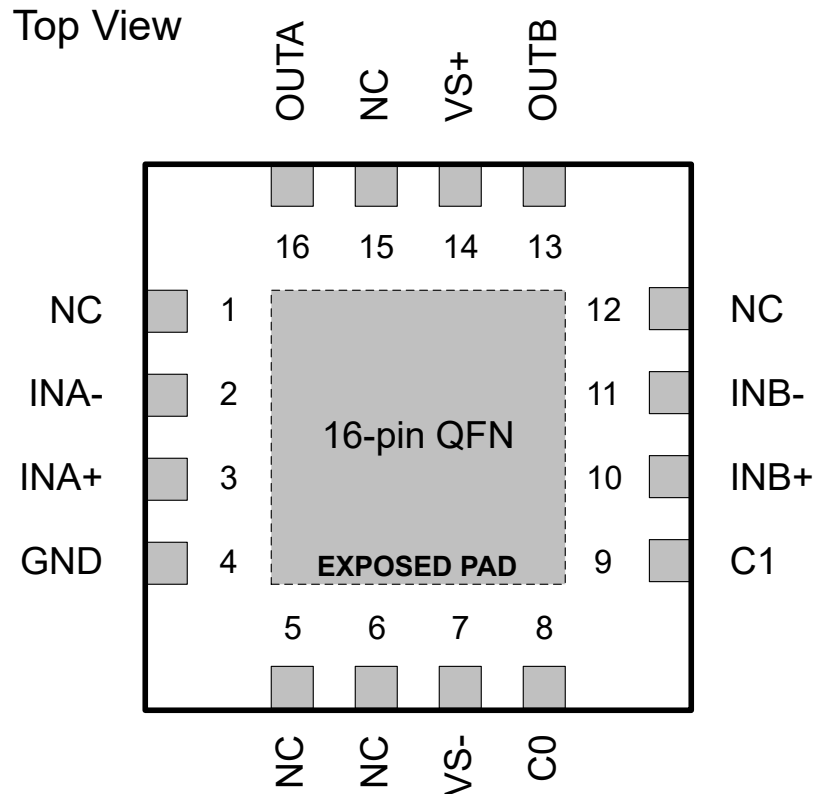 Top View
OUTA
NC
VS+
OUTB
16 15 14 13
NC 1 12 NC
INA- 2 11 INB-
16-pin QFN
INA+ 3 10 INB+
GND 4 EXPOSED PAD 9 C1
5 6 7 8
NC
NC
VS-
C0